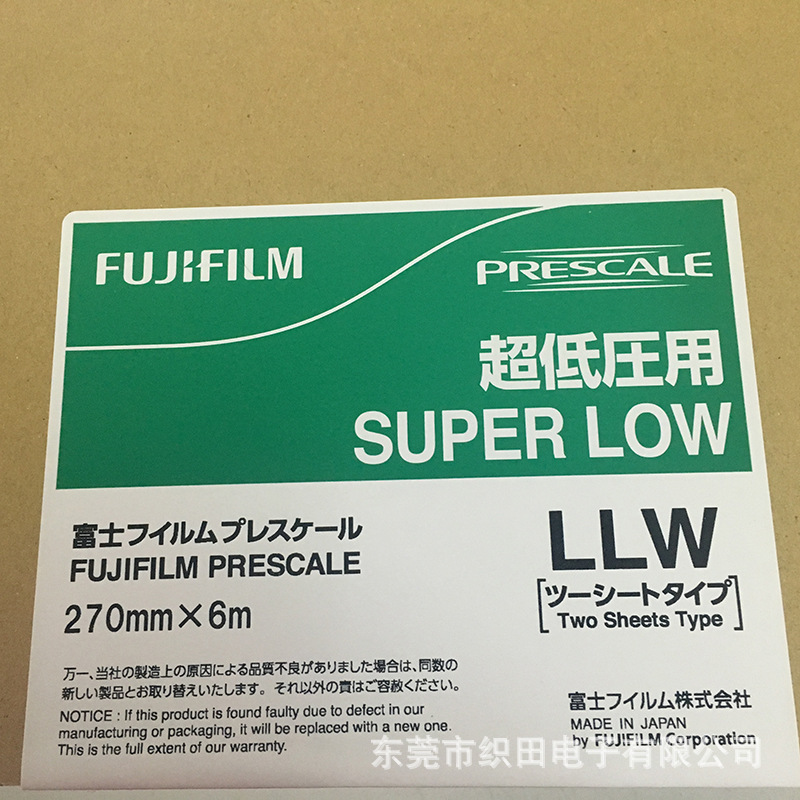 FUJIFILM
PRESCALE
超低圧用
SUPER LOW
富士フイルムプレスケール
FUJIFILM PRESCALE
270mm×6m
LLW
[ツーシートタイプ
Two Sheets Type]
万一、当社の製造上の原因による品質不良がありました場合は、同数の
新しい製品とお取り替えいたします。それ以外の責はご容赦ください。
NOTICE : If this product is found faulty due to defect in our
manufacturing or packaging, it will be replaced with a new one.
This is the full extent of our warranty.
富士フイルム株式会社
MADE IN JAPAN
by FUJIFILM Corporation
东莞市织田电子有限公司